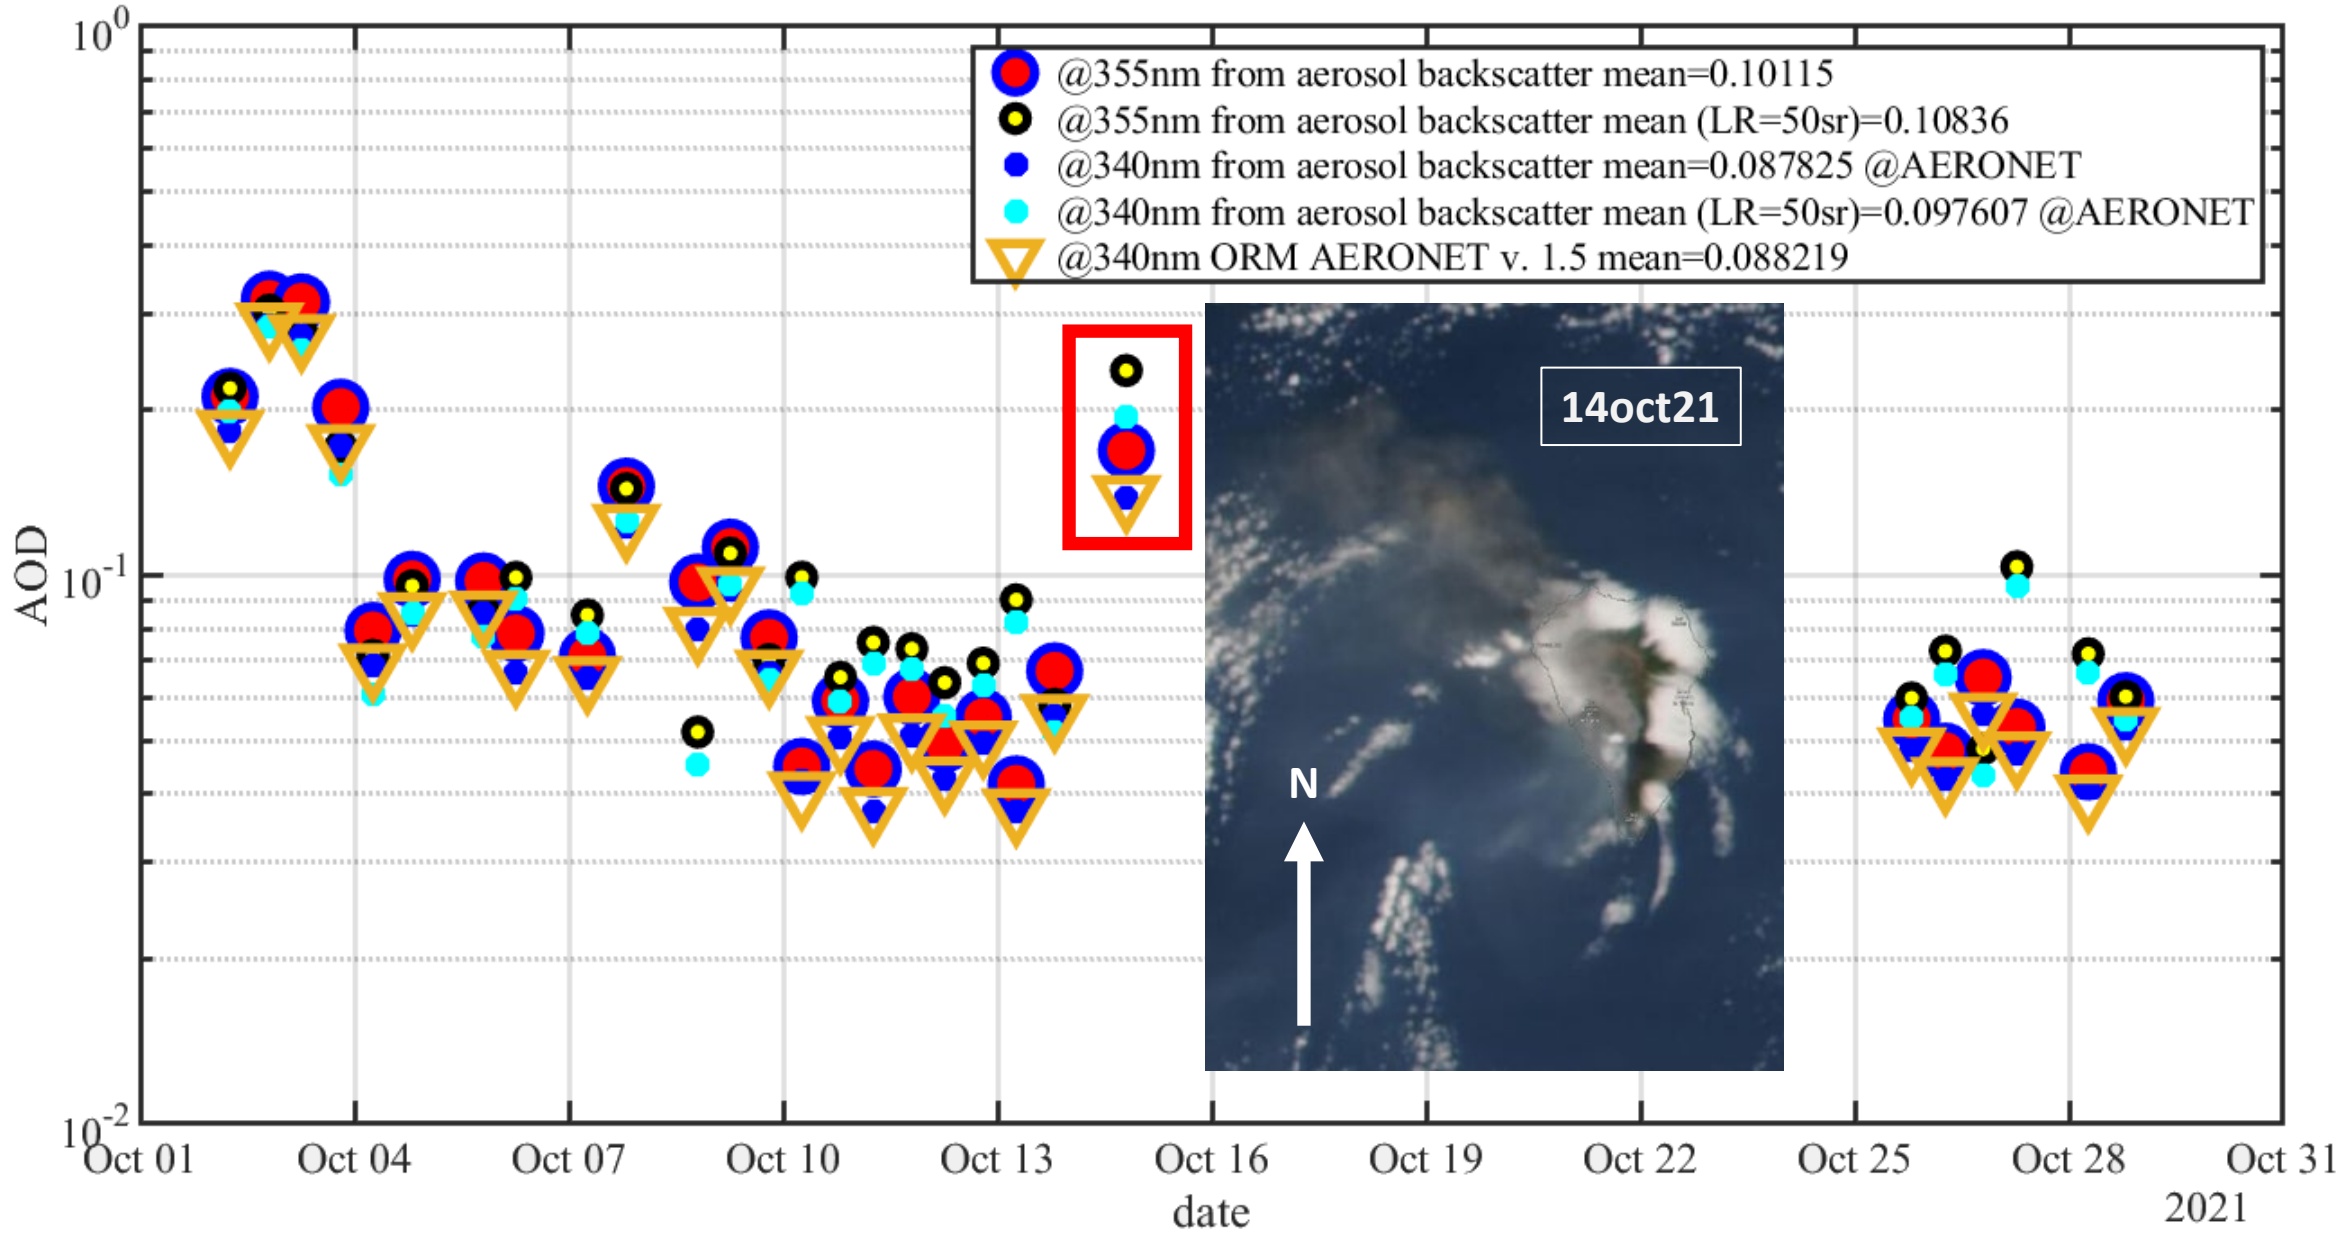 @355nm from aerosol backscatter mean=0.10115
@355nm from aerosol backscatter mean (LR=50sr)=0.10836
@340nm from aerosol backscatter mean=0.087825 @AERONET
@340nm from aerosol backscatter mean (LR=50sr)=0.097607 @AERONET
@340nm ORM AERONET v. 1.5 mean=0.088219
10^0
10^-1
10^-2
AOD
14oct21
N
Oct 01 Oct 04 Oct 07 Oct 10 Oct 13 Oct 16 Oct 19 Oct 22 Oct 25 Oct 28 Oct 31
date
2021